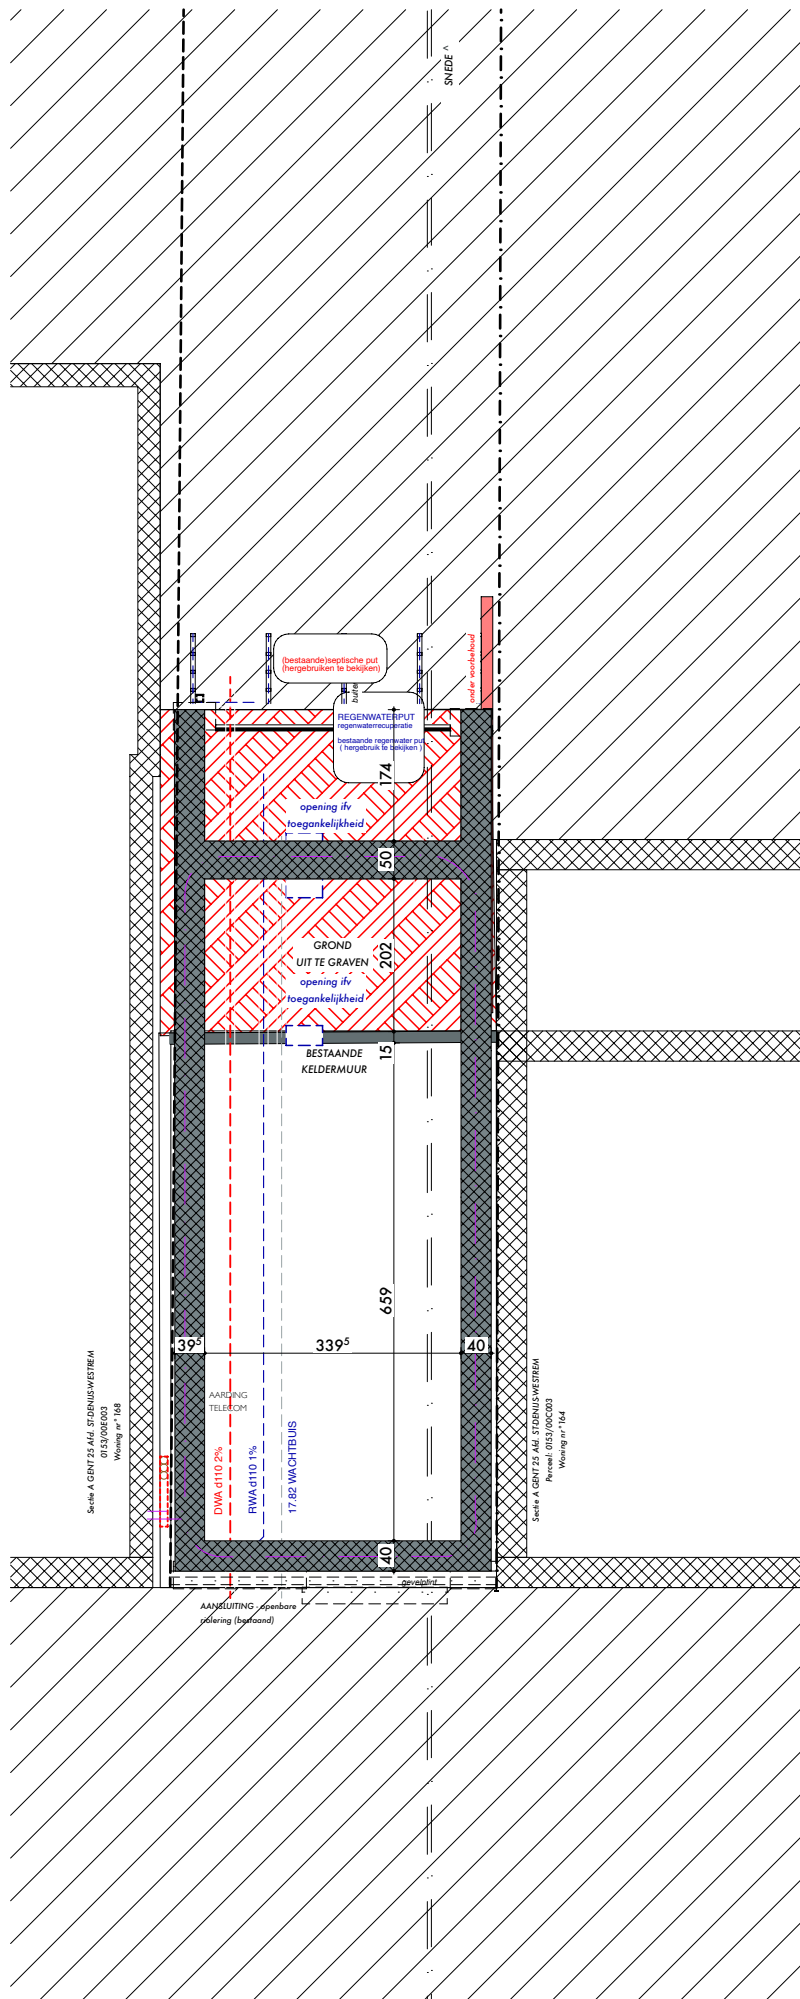 SNEDE ^
(bestaande)septische put
(hergebruiken te bekijken)
onder voorbehoud
REGENWATERPUT
regenwaterrecuperatie
bestaande regenwater put
( hergebruik te bekijken )
174
opening ifv
toegankelijkheid
50
GROND
UIT TE GRAVEN
202
opening ifv
toegankelijkheid
15
BESTAANDE
KELDERMUUR
659
39⁵
339⁵
40
AARDING
TELECOM
DWA d110 2%
RWA d110 1%
17.82 WACHTBUIS
Sectie A GENT 25 Afd. ST-DENIJS-WESTREM
0153/00E003
Woning nr° 168
Sectie A GENT 25 Afd. ST-DENIJS-WESTREM
Perceel: 0153/00C003
Woning nr° 164
40
gevelplint
AANSLUITING - openbare
riolering (bestaand)